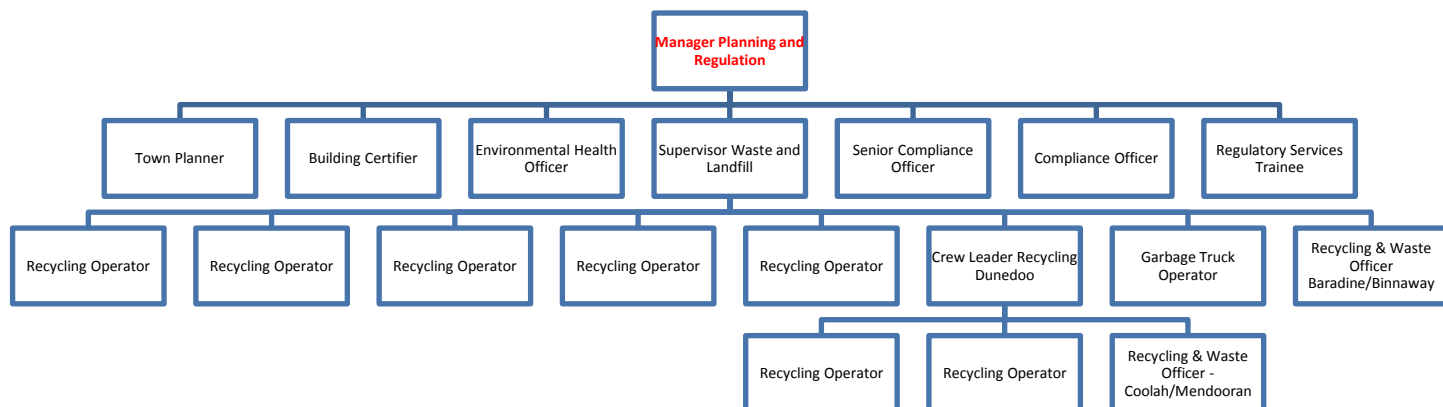 Manager Planning and
Regulation
Town Planner
Building Certifier
Environmental Health
Officer
Supervisor Waste and
Landfill
Senior Compliance
Officer
Compliance Officer
Regulatory Services
Trainee
Recycling Operator
Recycling Operator
Recycling Operator
Recycling Operator
Recycling Operator
Crew Leader Recycling
Dunedoo
Garbage Truck
Operator
Recycling & Waste
Officer
Baradine/Binnaway
Recycling Operator
Recycling Operator
Recycling & Waste
Officer -
Coolah/Mendooran